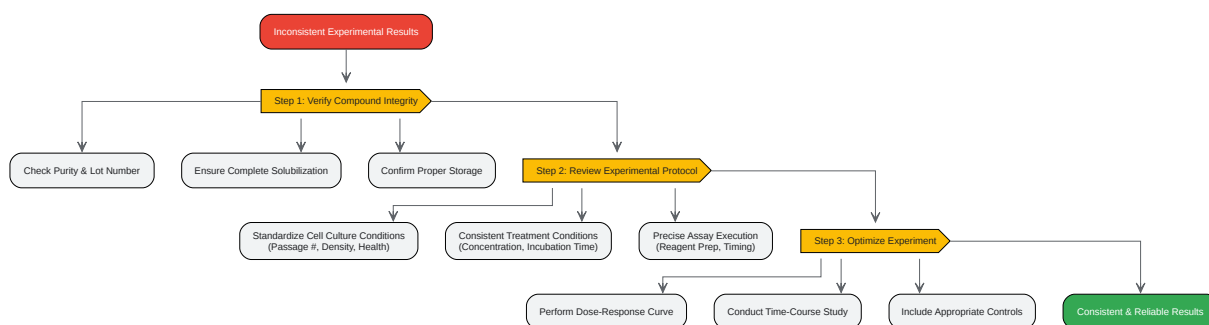 Inconsistent Experimental Results
Step 1: Verify Compound Integrity
Check Purity & Lot Number
Ensure Complete Solubilization
Confirm Proper Storage
Step 2: Review Experimental Protocol
Standardize Cell Culture Conditions
(Passage #, Density, Health)
Consistent Treatment Conditions
(Concentration, Incubation Time)
Precise Assay Execution
(Reagent Prep, Timing)
Step 3: Optimize Experiment
Perform Dose-Response Curve
Conduct Time-Course Study
Include Appropriate Controls
Consistent & Reliable Results